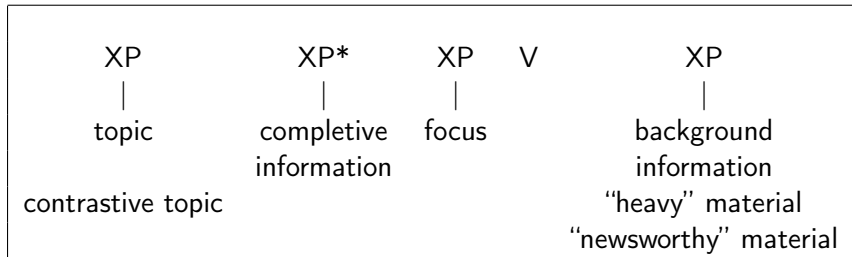 XP XP* XP V XP
| | | |
topic completive focus background
information information
contrastive topic “heavy” material
“newsworthy” material